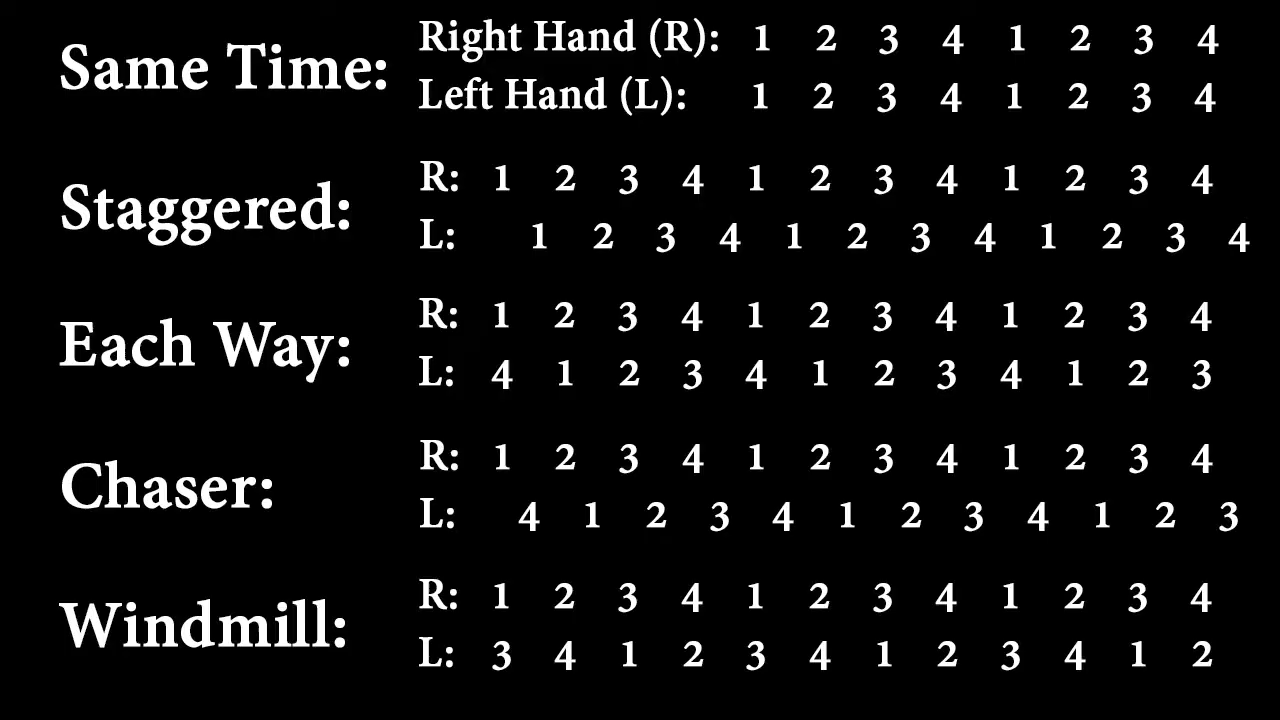 Same Time:
Right Hand (R): 1 2 3 4 1 2 3 4
Left Hand (L): 1 2 3 4 1 2 3 4
Staggered:
R: 1 2 3 4 1 2 3 4 1 2 3 4
L: 1 2 3 4 1 2 3 4 1 2 3 4
Each Way:
R: 1 2 3 4 1 2 3 4 1 2 3 4
L: 4 1 2 3 4 1 2 3 4 1 2 3
Chaser:
R: 1 2 3 4 1 2 3 4 1 2 3 4
L: 4 1 2 3 4 1 2 3 4 1 2 3
Windmill:
R: 1 2 3 4 1 2 3 4 1 2 3 4
L: 3 4 1 2 3 4 1 2 3 4 1 2